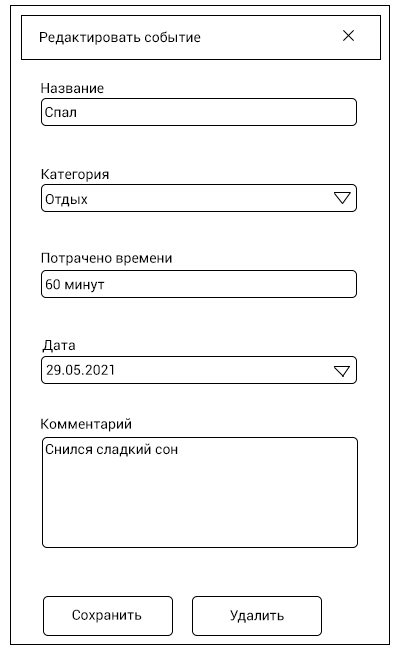 Редактировать событие
Название
Спал
Категория
Отдых
Потрачено времени
60 минут
Дата
29.05.2021
Комментарий
Снился сладкий сон
Сохранить
Удалить